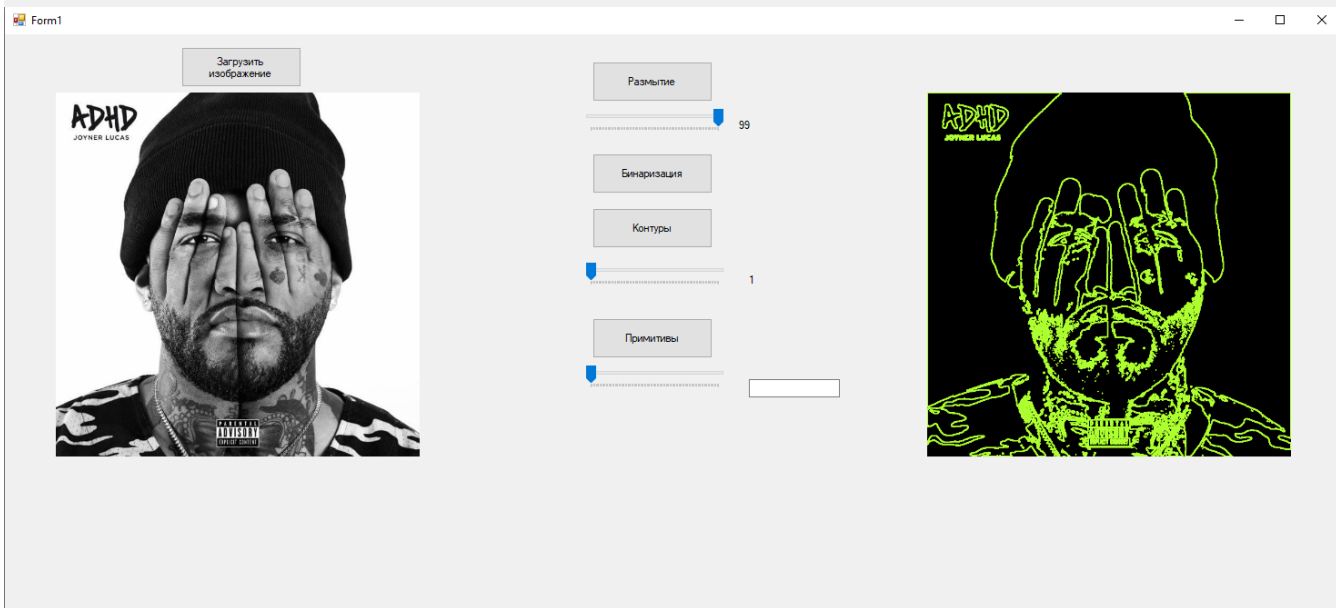 Form1
Загрузить
изображение
ADHD
JOYNER LUCAS
PARENTAL
ADVISORY
EXPLICIT CONTENT
Размытие
99
Бинаризация
Контуры
1
Примитивы
ADHD
JOYNER LUCAS